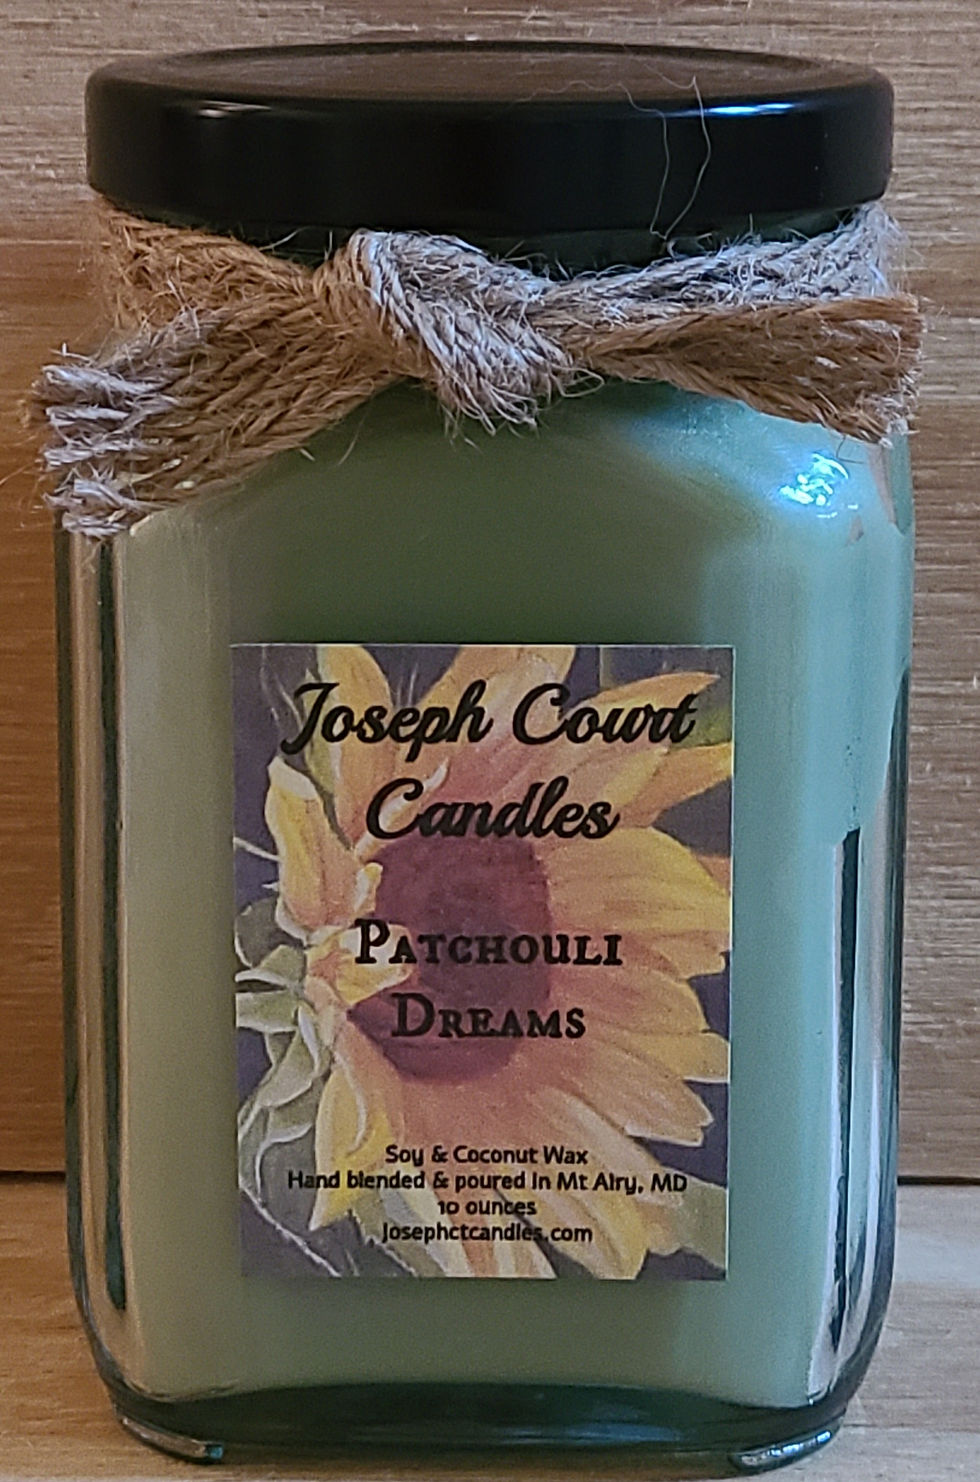 Joseph Court
Candles
Patchouli
Dreams
Soy & Coconut Wax
Hand blended & poured in Mt Airy, MD
10 ounces
josephctcandles.com